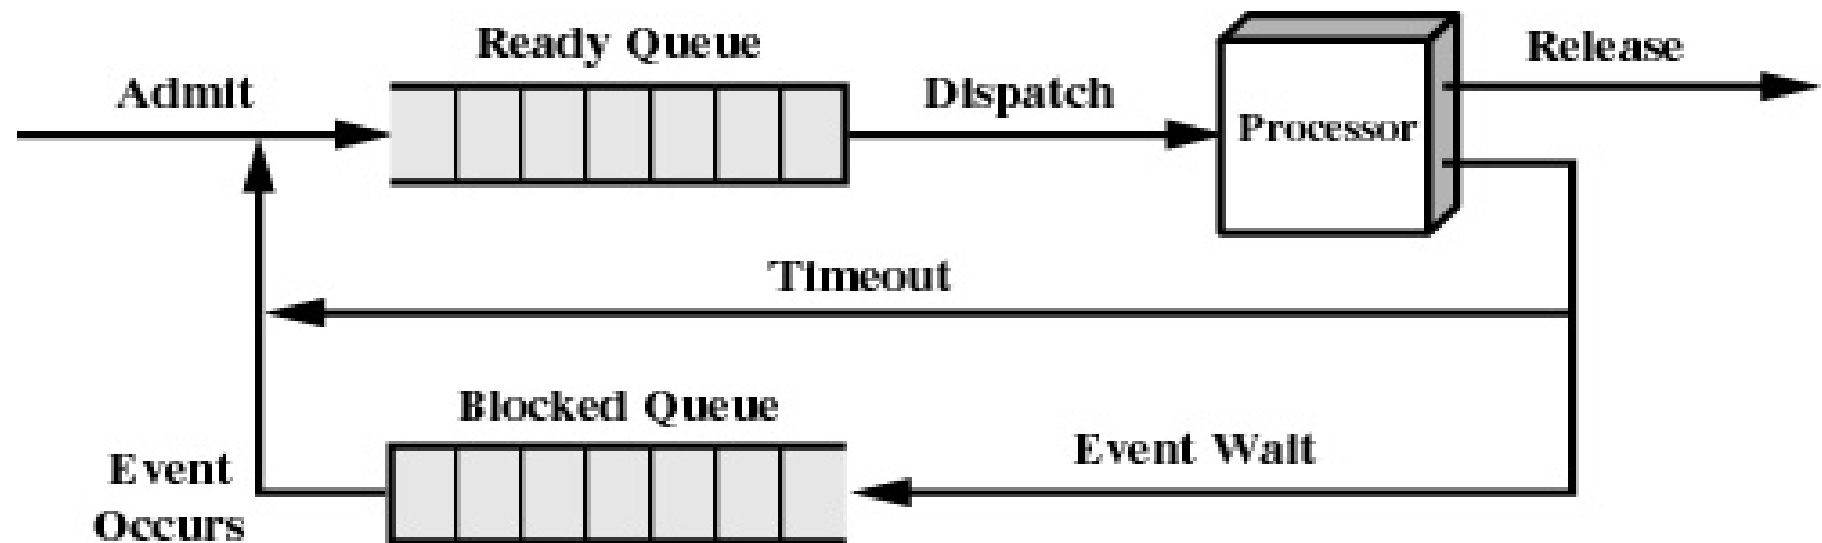 Ready Queue
Release
Admit
Dispatch
Processor
Timeout
Blocked Queue
Event Wait
Event
Occurs